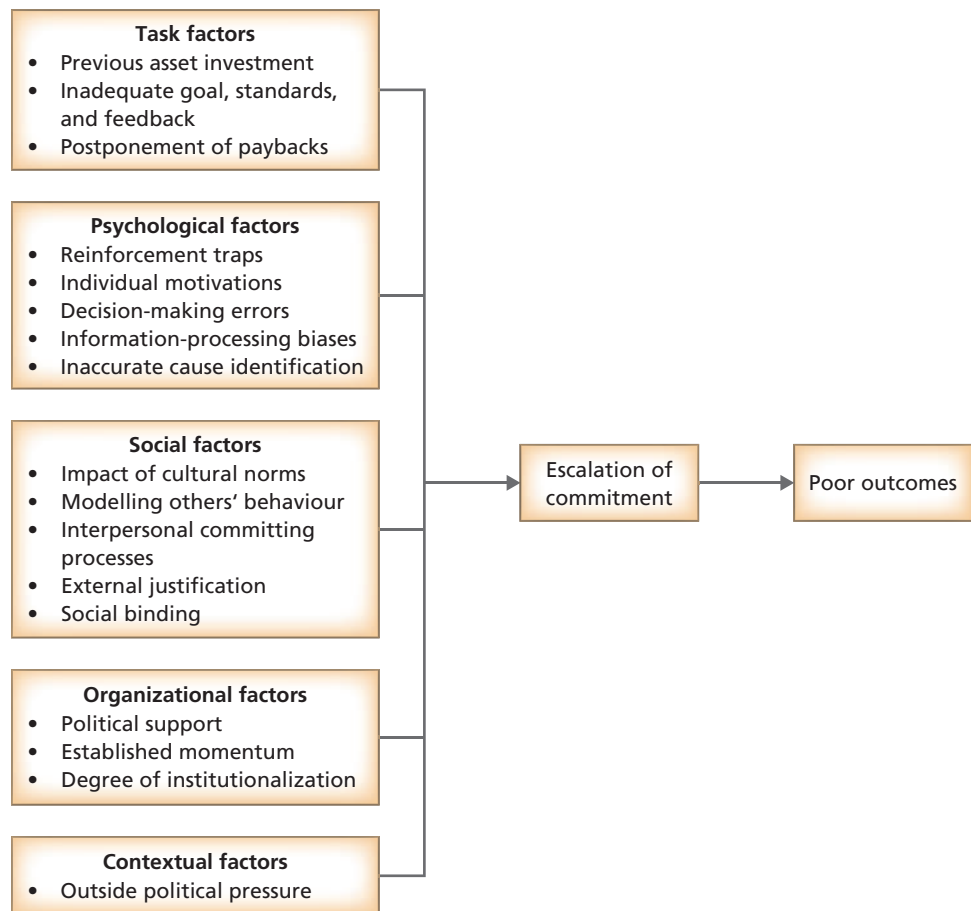 Task factors
• Previous asset investment
• Inadequate goal, standards,
and feedback
• Postponement of paybacks
Psychological factors
• Reinforcement traps
• Individual motivations
• Decision-making errors
• Information-processing biases
• Inaccurate cause identification
Social factors
• Impact of cultural norms
• Modelling others‘ behaviour
• Interpersonal committing
processes
• External justification
• Social binding
Organizational factors
• Political support
• Established momentum
• Degree of institutionalization
Contextual factors
• Outside political pressure
Escalation of
commitment
Poor outcomes